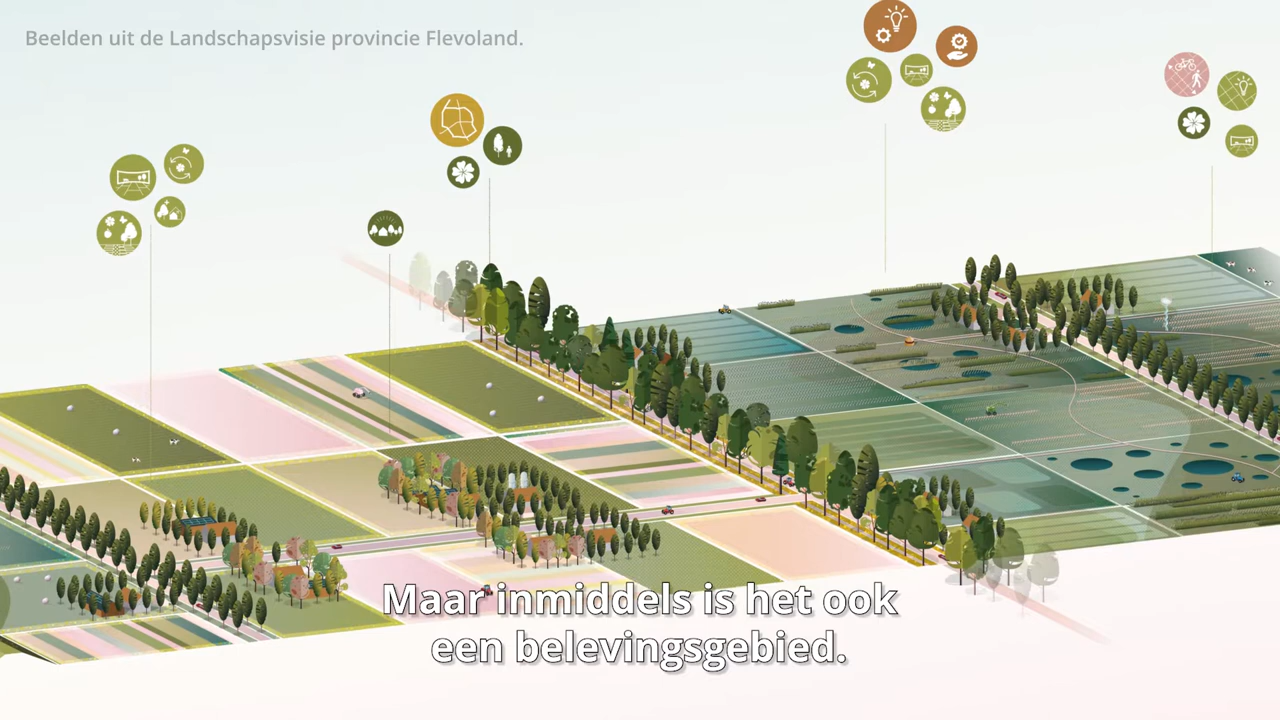 Beelden uit de Landschapsvisie provincie Flevoland.
Maar inmiddels is het ook
een belevingsgebied.